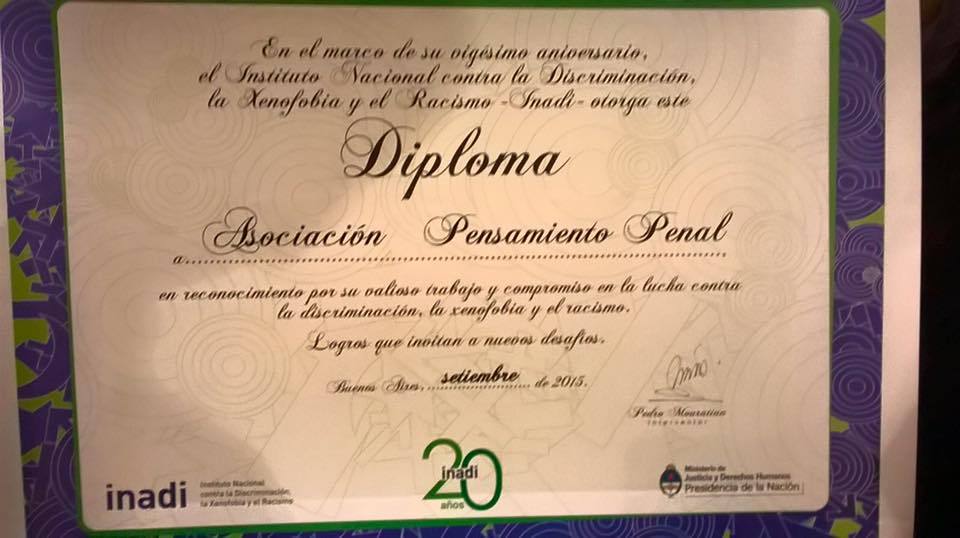 En el marco de su vigésimo aniversario,
el Instituto Nacional contra la Discriminación,
la Xenofobia y el Racismo -Inadi- otorga este
Diploma
Asociación Pensamiento Penal
a
en reconocimiento por su valioso trabajo y compromiso en la lucha contra
la discriminación, la xenofobia y el racismo.
Logros que invitan a nuevos desafíos.
Buenos Aires, setiembre de 2015.
Pedro Mouratian
Interventor
inadi
Instituto Nacional
contra la Discriminación,
la Xenofobia y el Racismo
20
inadi
años
Ministerio de
Justicia y Derechos Humanos
Presidencia de la Nación